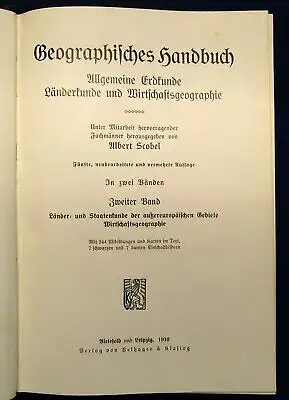 Geographisches Handbuch
Allgemeine Erdkunde
Länderkunde und Wirtschaftsgeographie
Unter Mitarbeit hervorragender
Fachmänner herausgegeben von
Albert Scobel
Fünfte, neubearbeitete und vermehrte Auflage
In zwei Bänden
Zweiter Band
Länder- und Staatenkunde der außereuropäischen Gebiete
Wirtschaftsgeographie
Mit 244 Abbildungen und Karten im Text,
7 schwarzen und 7 bunten Einschaltbildern
Bielefeld und Leipzig, 1910
Verlag von Velhagen & Klasing